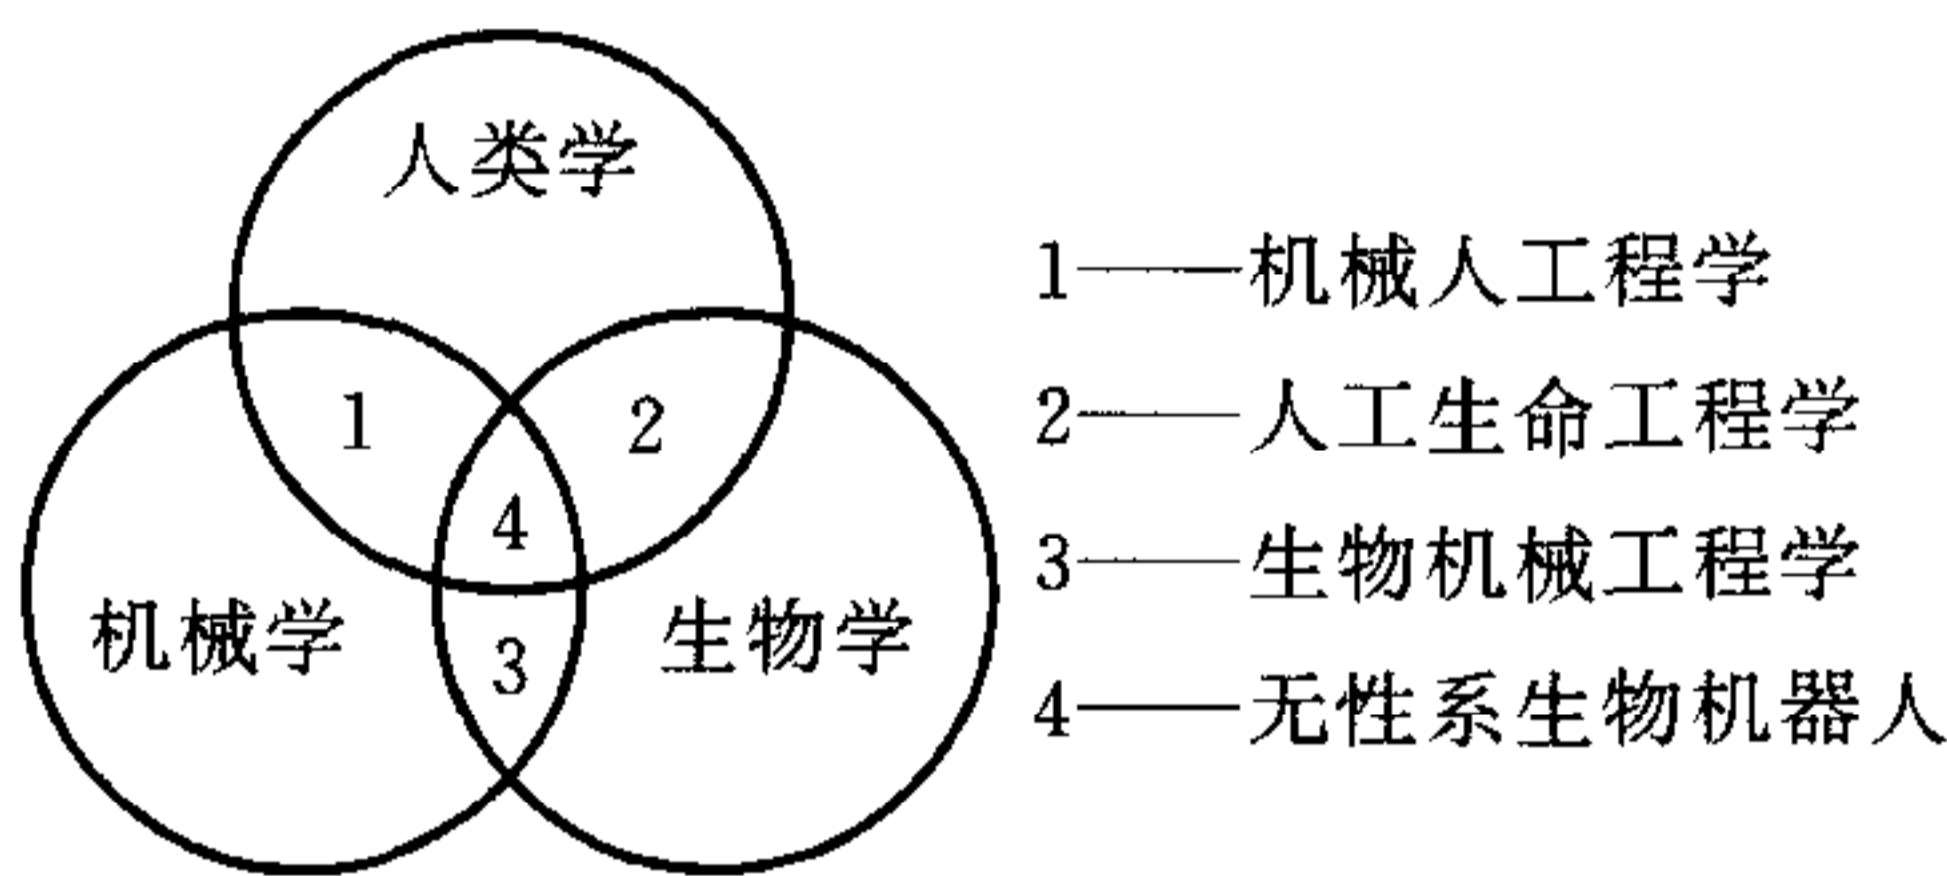 人类学
1——机械人工程学
1
2
2——人工生命工程学
4
3——生物机械工程学
机械学
3
生物学
4——无性系生物机器人